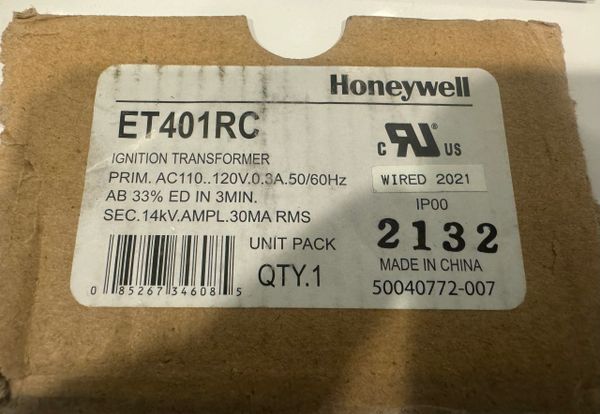 Honeywell
ET401RC
IGNITION TRANSFORMER
PRIM. AC110..120V.0.3A.50/60Hz
AB 33% ED IN 3MIN.
SEC.14kV.AMPL.30MA RMS
UNIT PACK
QTY.1
0 85267 34608 5
C RU US
WIRED 2021
IP00
2132
MADE IN CHINA
50040772-007